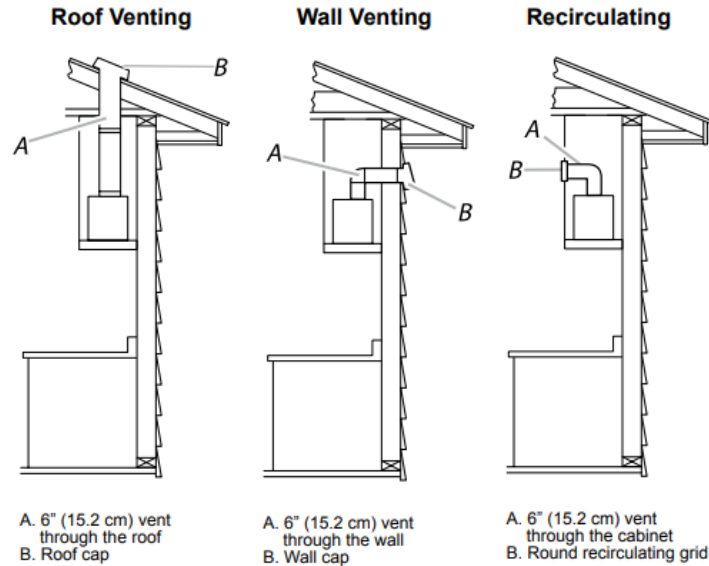 Roof Venting
Wall Venting
Recirculating
B
A
A
B
A
B
A. 6” (15.2 cm) vent
through the roof
B. Roof cap
A. 6” (15.2 cm) vent
through the wall
B. Wall cap
A. 6” (15.2 cm) vent
through the cabinet
B. Round recirculating grid